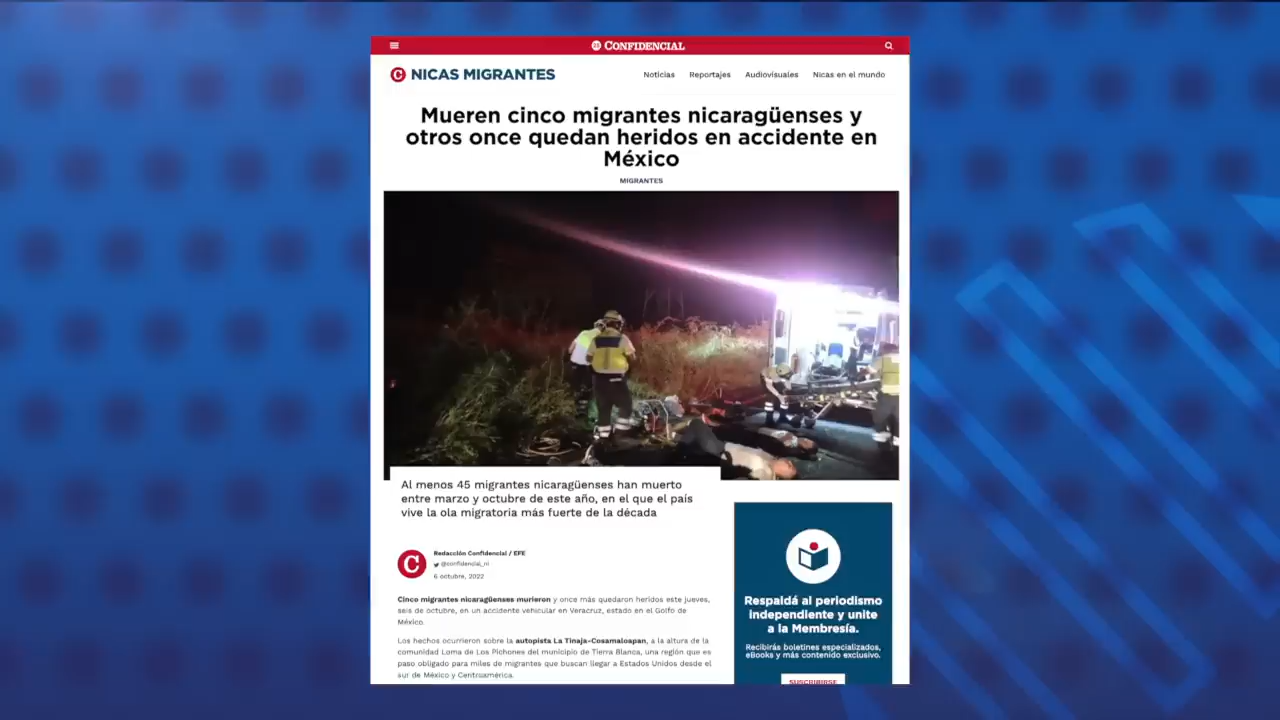 CONFIDENCIAL
NICAS MIGRANTES
Noticias Reportajes Audiovisuales Nicas en el mundo
Mueren cinco migrantes nicaragüenses y
otros once quedan heridos en accidente en
México
MIGRANTES
Al menos 45 migrantes nicaragüenses han muerto
entre marzo y octubre de este año, en el que el país
vive la ola migratoria más fuerte de la década
Redacción Confidencial / EFE
@confidencial_ni
6 octubre, 2022
Cinco migrantes nicaragüenses murieron y once más quedaron heridos este jueves,
seis de octubre, en un accidente vehicular en Veracruz, estado en el Golfo de
México.
Los hechos ocurrieron sobre la autopista La Tinaja-Cosamaloapan, a la altura de la
comunidad Loma de Los Pichones del municipio de Tierra Blanca, una región que es
paso obligado para miles de migrantes que buscan llegar a Estados Unidos desde el
sur de México y Centroamérica.
Respaldá al periodismo
independiente y unite
a la Membresía.
Recibirás boletines especializados,
eBooks y más contenido exclusivo.
SUSCRIBIRSE